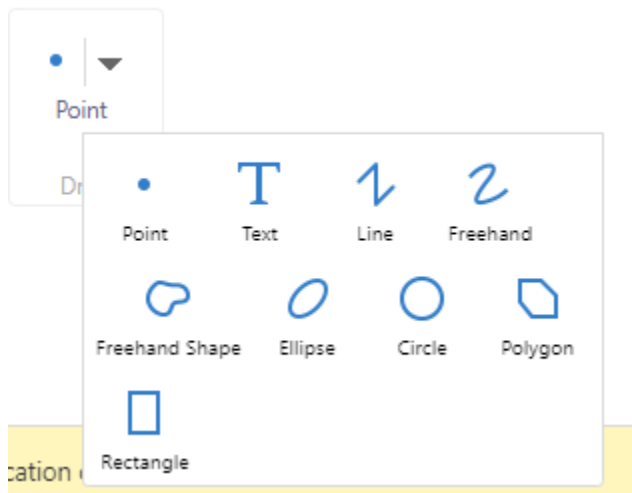 Point
Point Text Line Freehand
Freehand Shape Ellipse Circle Polygon
Rectangle